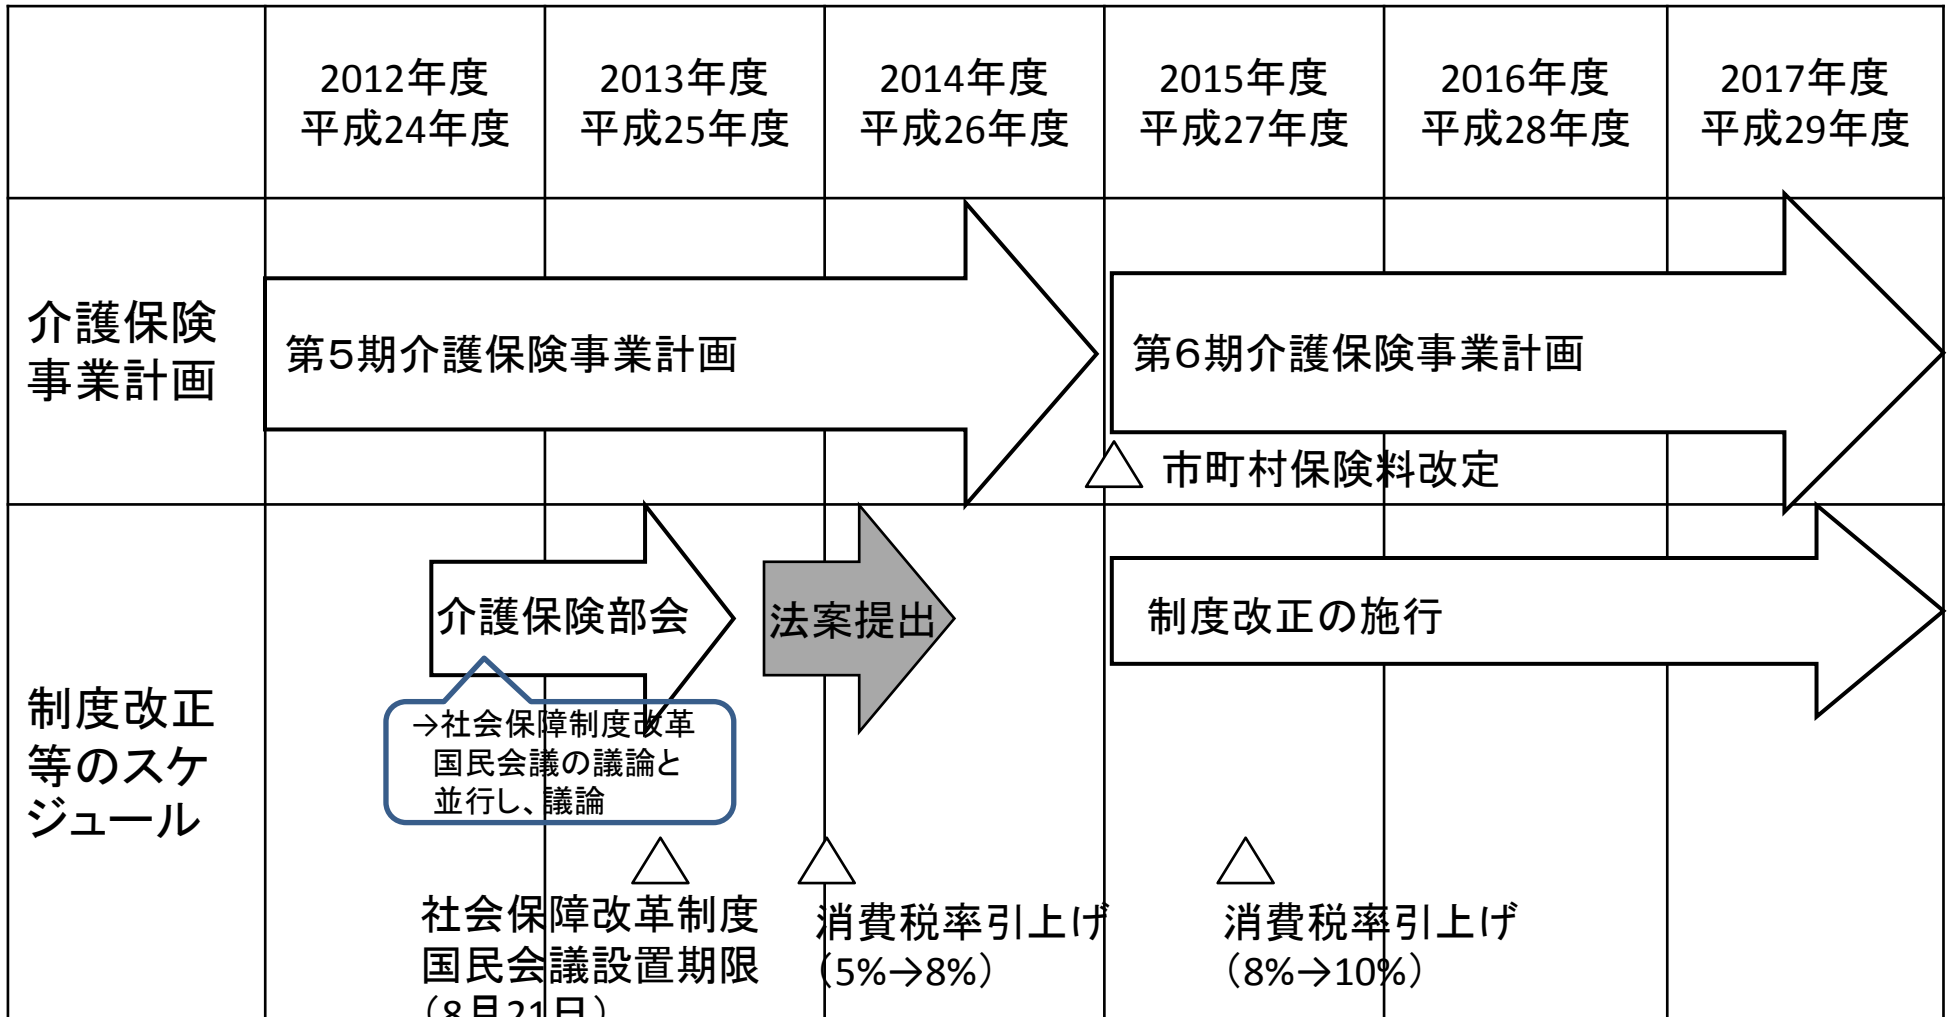 2012年度
平成24年度
2013年度
平成25年度
2014年度
平成26年度
2015年度
平成27年度
2016年度
平成28年度
2017年度
平成29年度
介護保険
事業計画
第5期介護保険事業計画
第6期介護保険事業計画
市町村保険料改定
制度改正
等のスケ
ジュール
介護保険部会
法案提出
制度改正の施行
→社会保障制度改革
国民会議の議論と
並行し、議論
社会保障改革制度
国民会議設置期限
（8月21日）
消費税率引上げ
（5%→8%）
消費税率引上げ
（8%→10%）